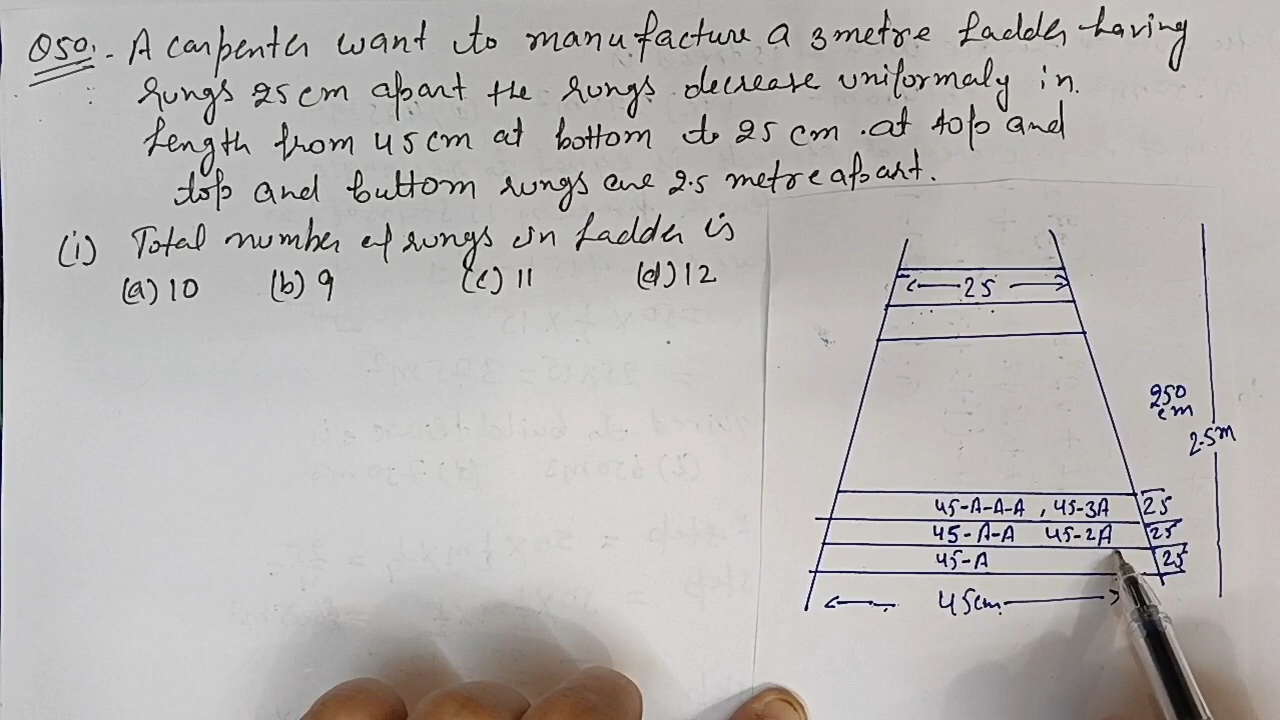 Q50:- A carpenter want to manufacture a 3 metre Ladder having
rungs 25 cm apart the rungs decrease uniformaly in
Length from 45 cm at bottom to 25 cm . at top and
top and buttom rungs are 2.5 metre apart.
(i) Total number of rungs in Ladder is
(a) 10 (b) 9 (c) 11 (d) 12
25
250
cm
2.5m
45-A-A-A , 45-3A 25
45-A-A 45-2A 25
45-A 25
45cm